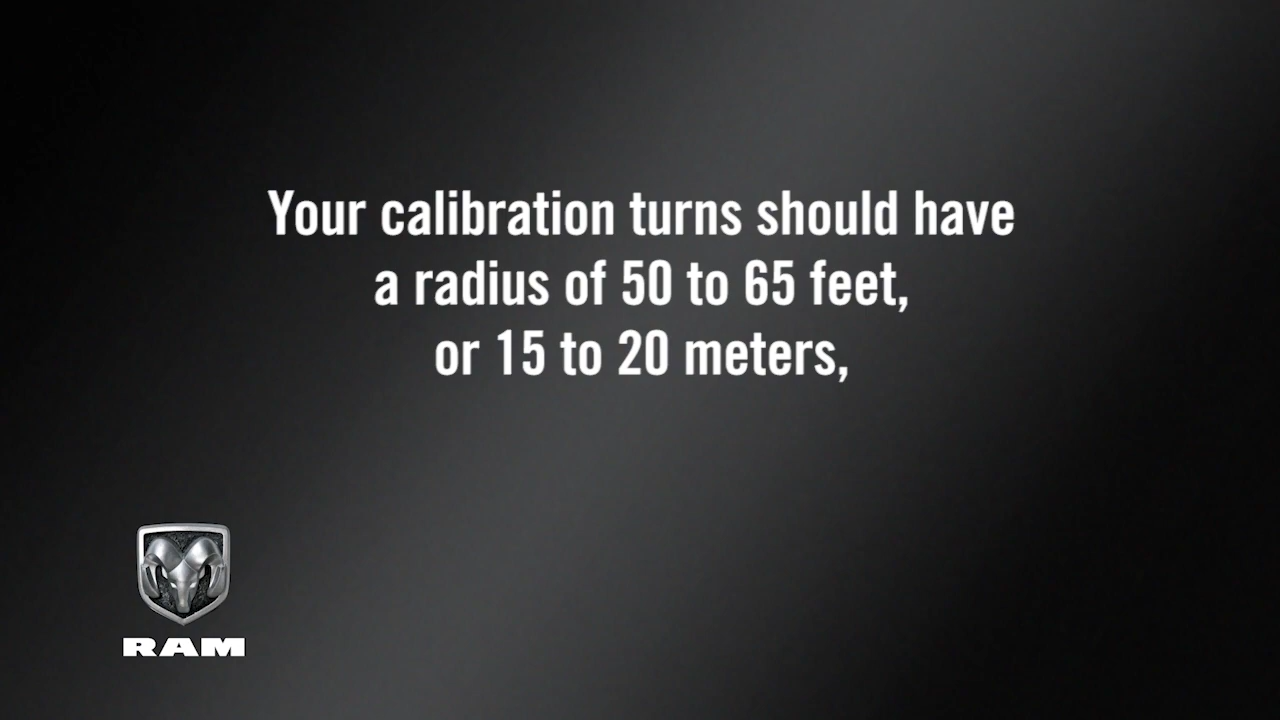 Your calibration turns should have
a radius of 50 to 65 feet,
or 15 to 20 meters,
RAM